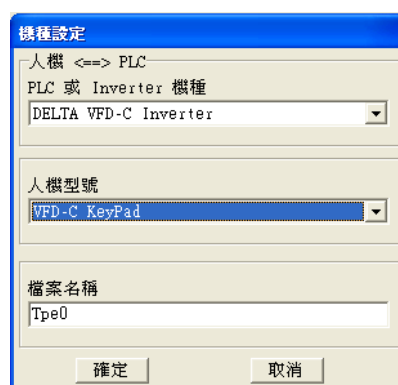 機種設定
人機 <==> PLC
PLC 或 Inverter 機種
DELTA VFD-C Inverter
人機型號
VFD-C KeyPad
檔案名稱
Tpe0
確定 取消